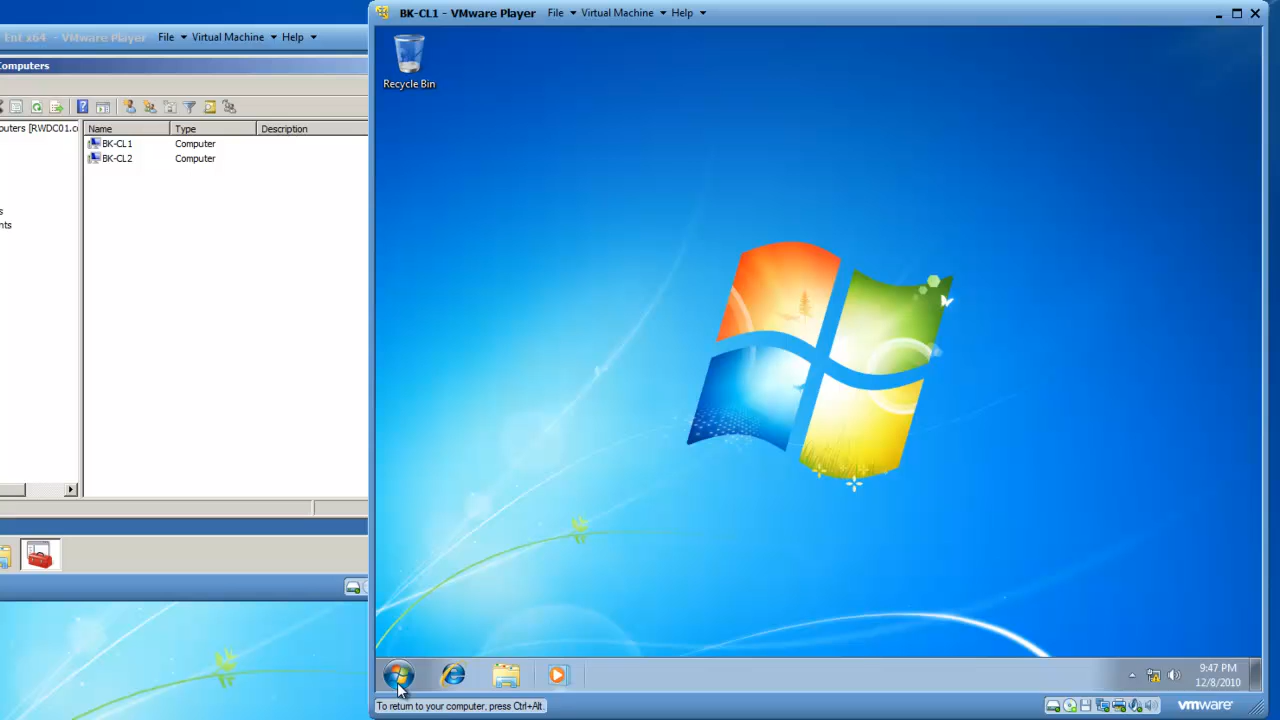 BK-CL1 - VMware Player File Virtual Machine Help
Ent x64 - VMware Player File Virtual Machine Help
Computers
Recycle Bin
outers [RWDC01.co
Name Type Description
BK-CL1 Computer
BK-CL2 Computer
s
nts
9:47 PM
12/8/2010
To return to your computer, press Ctrl+Alt.
vmware